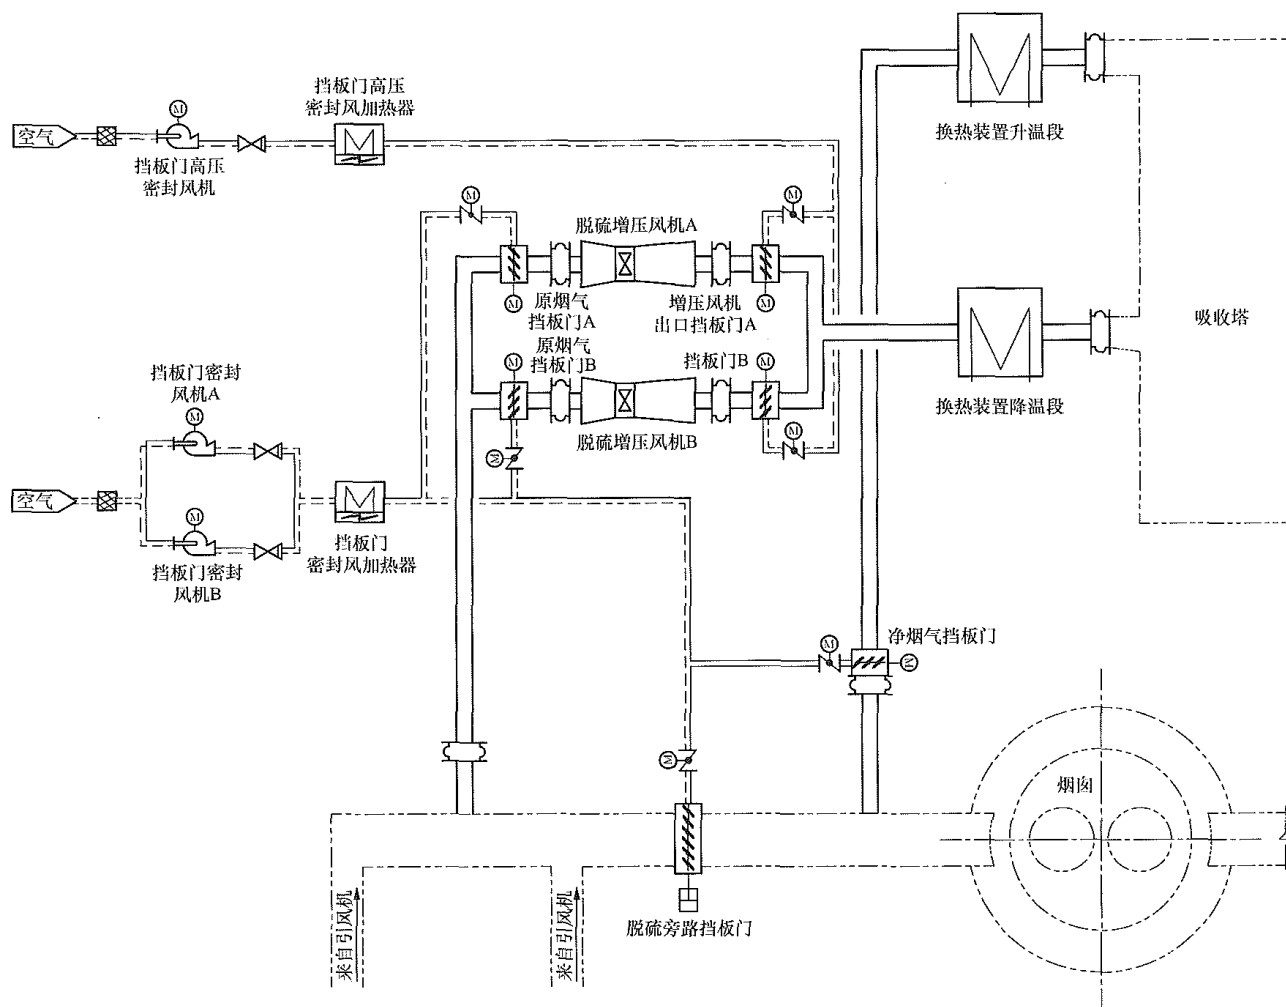 挡板门高压
密封风加热器
空气
M
挡板门高压
密封风机
换热装置升温段
M
M
脱硫增压风机A
原烟气
挡板门A
M
增压风机
出口挡板门A
M
原烟气
挡板门B
M
挡板门B
M
脱硫增压风机B
M
M
换热装置降温段
吸收塔
挡板门密封
风机A
M
空气
M
挡板门密封
风机B
挡板门
密封风加热器
净烟气挡板门
M
M
M
烟囱
来自引风机
来自引风机
脱硫旁路挡板门